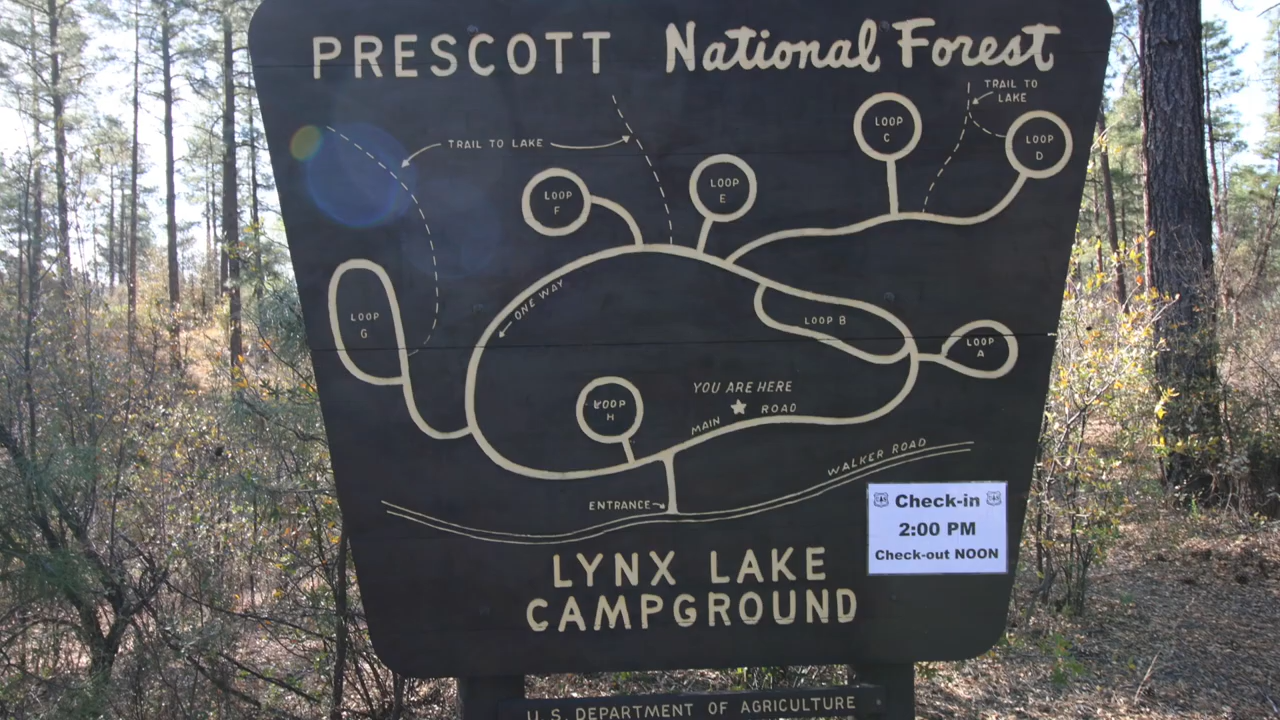 PRESCOTT National Forest
TRAIL TO
LAKE
TRAIL TO LAKE
LOOP
C
LOOP
D
LOOP
F
LOOP
E
ONE WAY
LOOP
G
LOOP B
LOOP
A
YOU ARE HERE
LOOP
H
MAIN ROAD
WALKER ROAD
ENTRANCE
Check-in
2:00 PM
Check-out NOON
LYNX LAKE
CAMPGROUND
U.S. DEPARTMENT OF AGRICULTURE